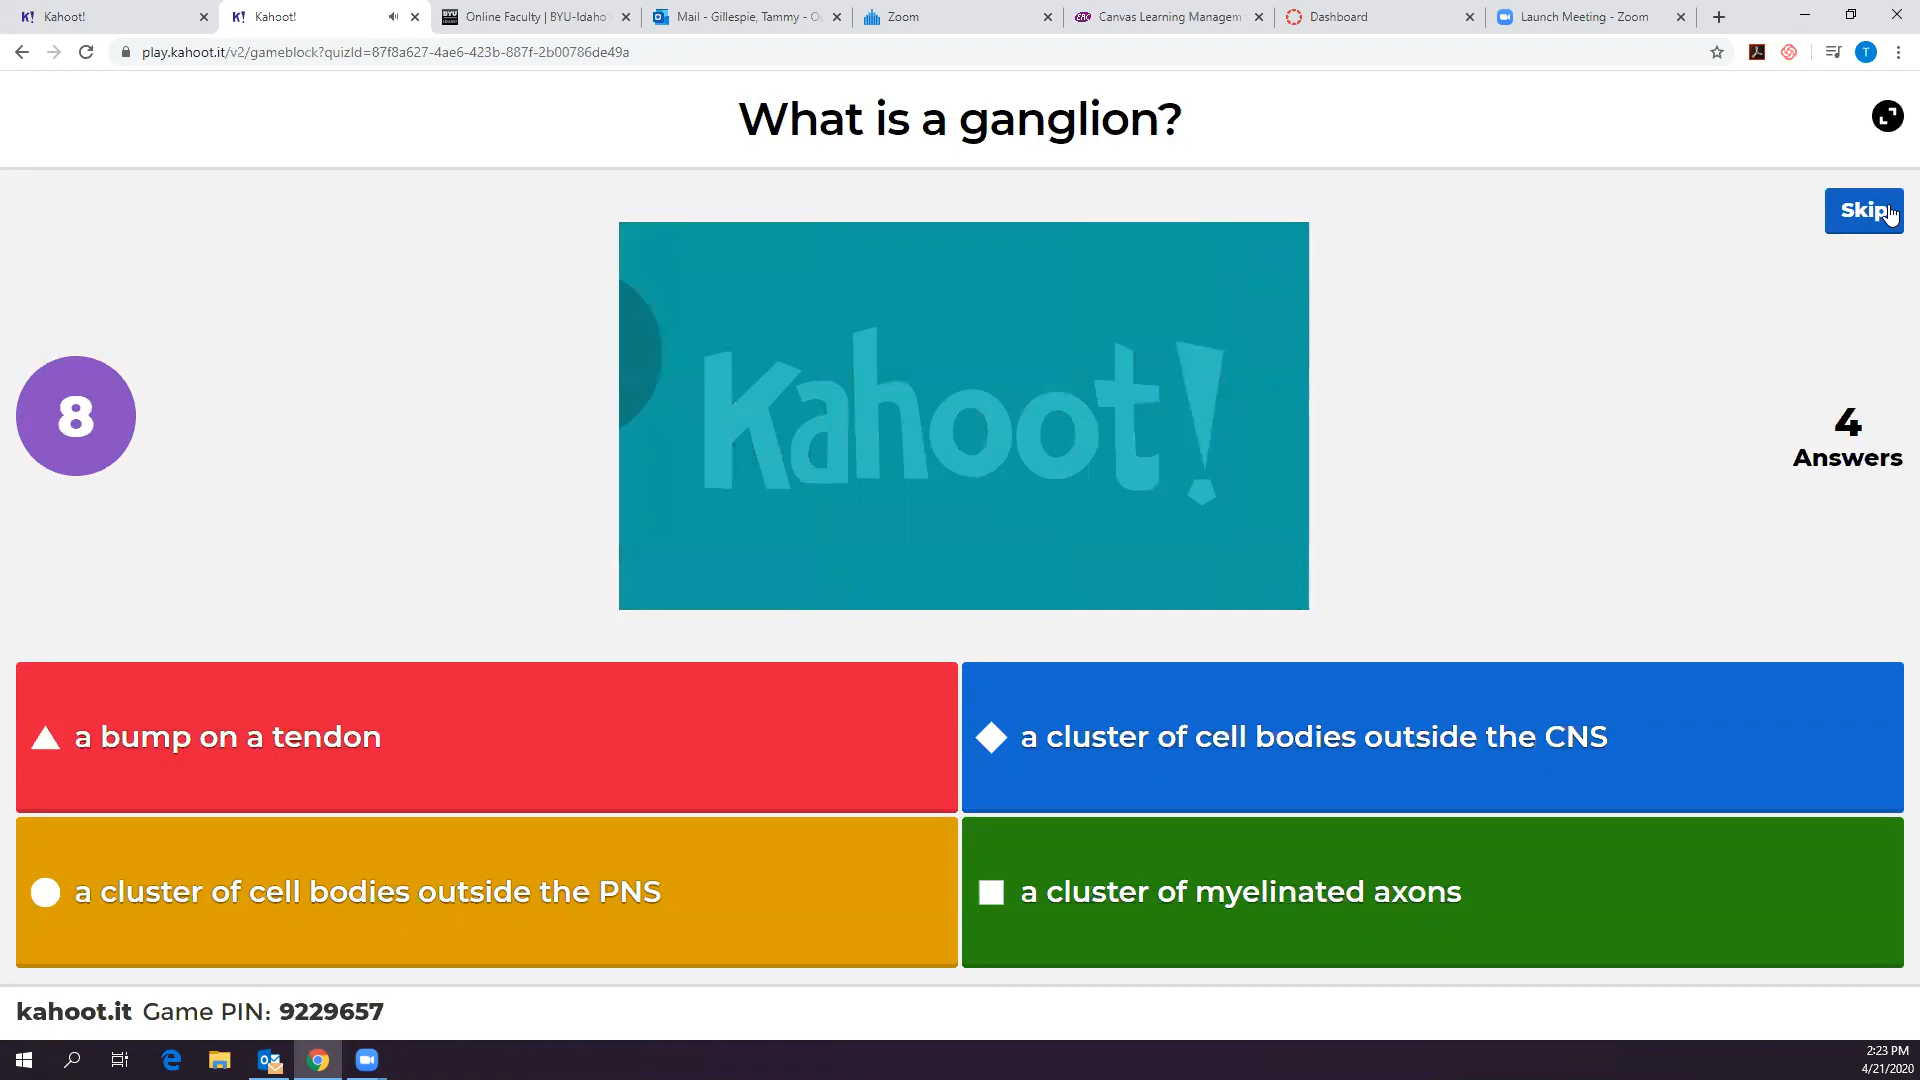 Kahoot!
Kahoot!
Online Faculty | BYU-Idaho
Mail - Gillespie, Tammy - O
Zoom
Canvas Learning Managem
Dashboard
Launch Meeting - Zoom
play.kahoot.it/v2/gameblock?quizId=87f8a627-4ae6-423b-887f-2b00786de49a
T
What is a ganglion?
Skip
Kahoot!
8
4
Answers
a bump on a tendon
a cluster of cell bodies outside the CNS
a cluster of cell bodies outside the PNS
a cluster of myelinated axons
kahoot.it Game PIN: 9229657
2:23 PM
4/21/2020